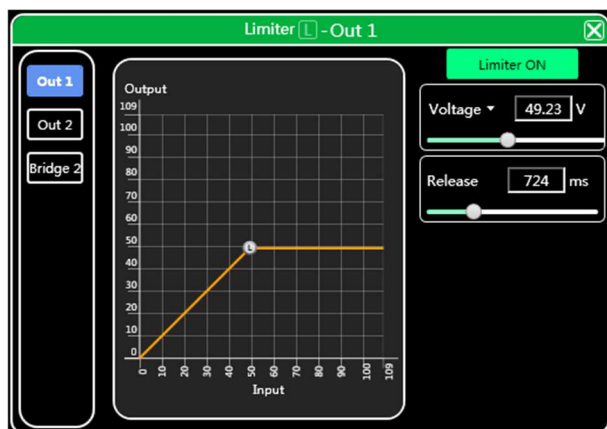 Limiter L - Out 1
Out 1
Out 2
Bridge 2
Output
109
100
90
80
70
60
50
40
30
20
10
0
L
0 10 20 30 40 50 60 70 80 90 100 109
Input
Limiter ON
Voltage 49.23 V
Release 724 ms